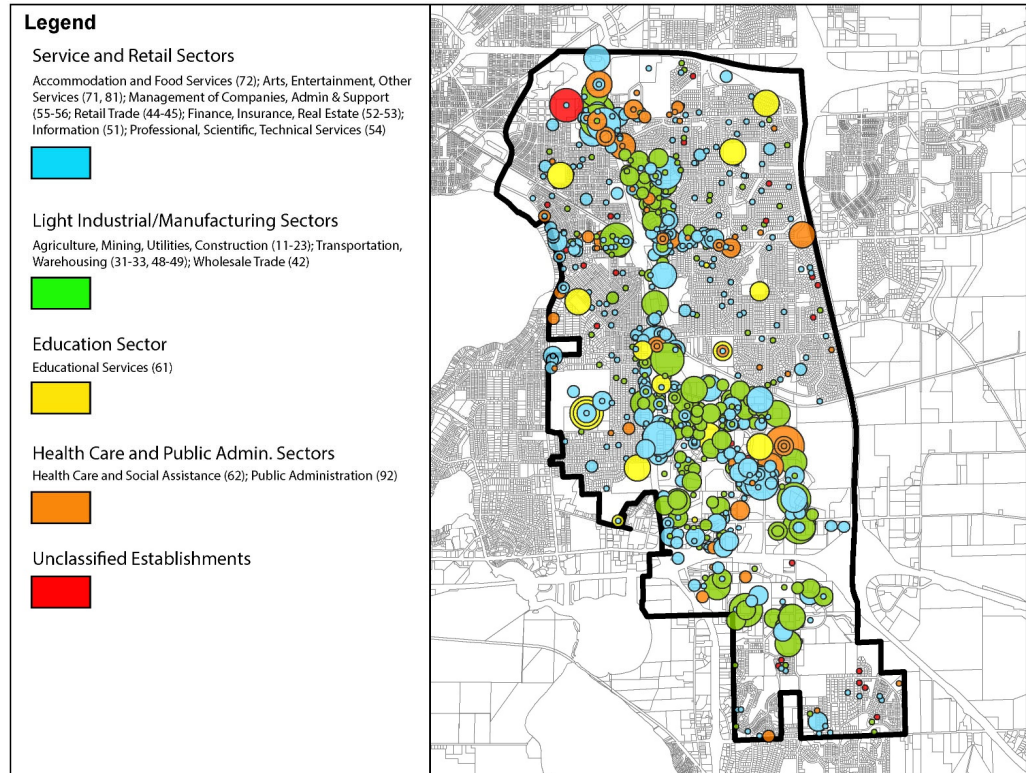 Legend
Service and Retail Sectors
Accommodation and Food Services (72); Arts, Entertainment, Other
Services (71, 81); Management of Companies, Admin & Support
(55-56; Retail Trade (44-45); Finance, Insurance, Real Estate (52-53);
Information (51); Professional, Scientific, Technical Services (54)
Light Industrial/Manufacturing Sectors
Agriculture, Mining, Utilities, Construction (11-23); Transportation,
Warehousing (31-33, 48-49); Wholesale Trade (42)
Education Sector
Educational Services (61)
Health Care and Public Admin. Sectors
Health Care and Social Assistance (62); Public Administration (92)
Unclassified Establishments